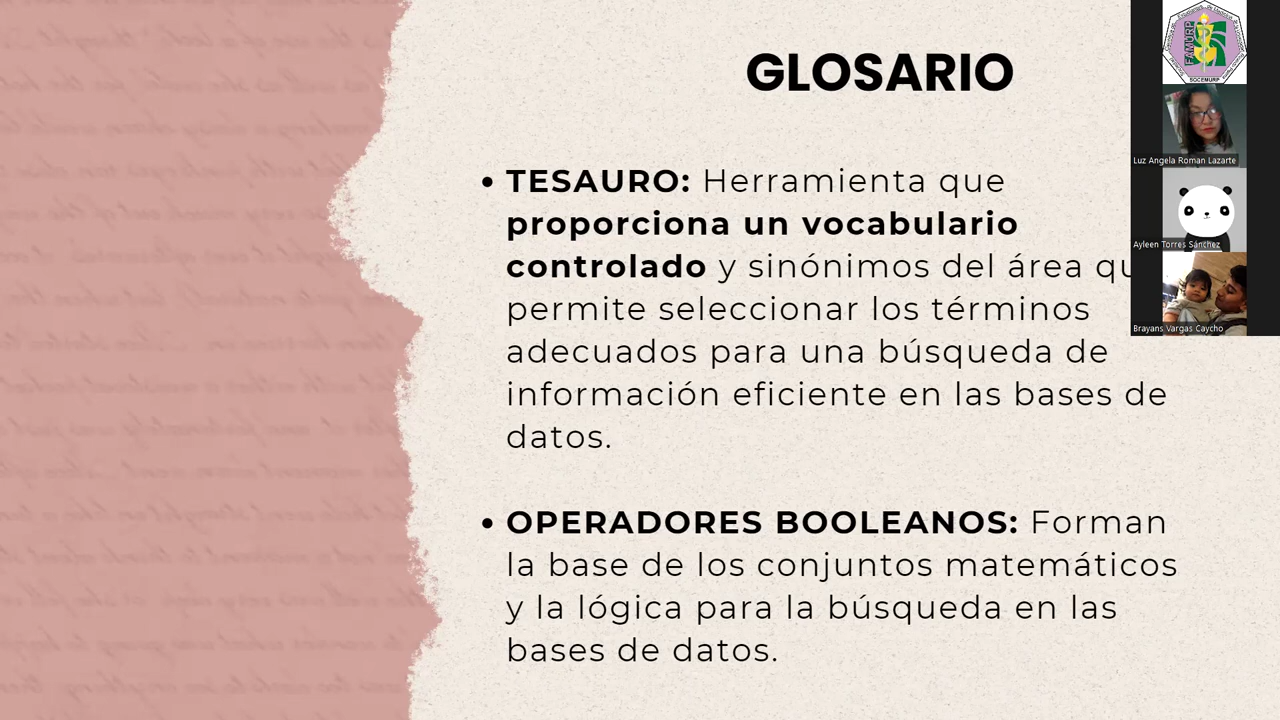 GLOSARIO
• TESAURO: Herramienta que
proporciona un vocabulario
controlado y sinónimos del área
permite seleccionar los términos
adecuados para una búsqueda de
información eficiente en las bases de
datos.
• OPERADORES BOOLEANOS: Forman
la base de los conjuntos matemáticos
y la lógica para la búsqueda en las
bases de datos.
FAMURP
SOCEMURP
Luz Angela Roman Lazarte
Ayleen Torres Sánchez
Brayans Vargas Caycho